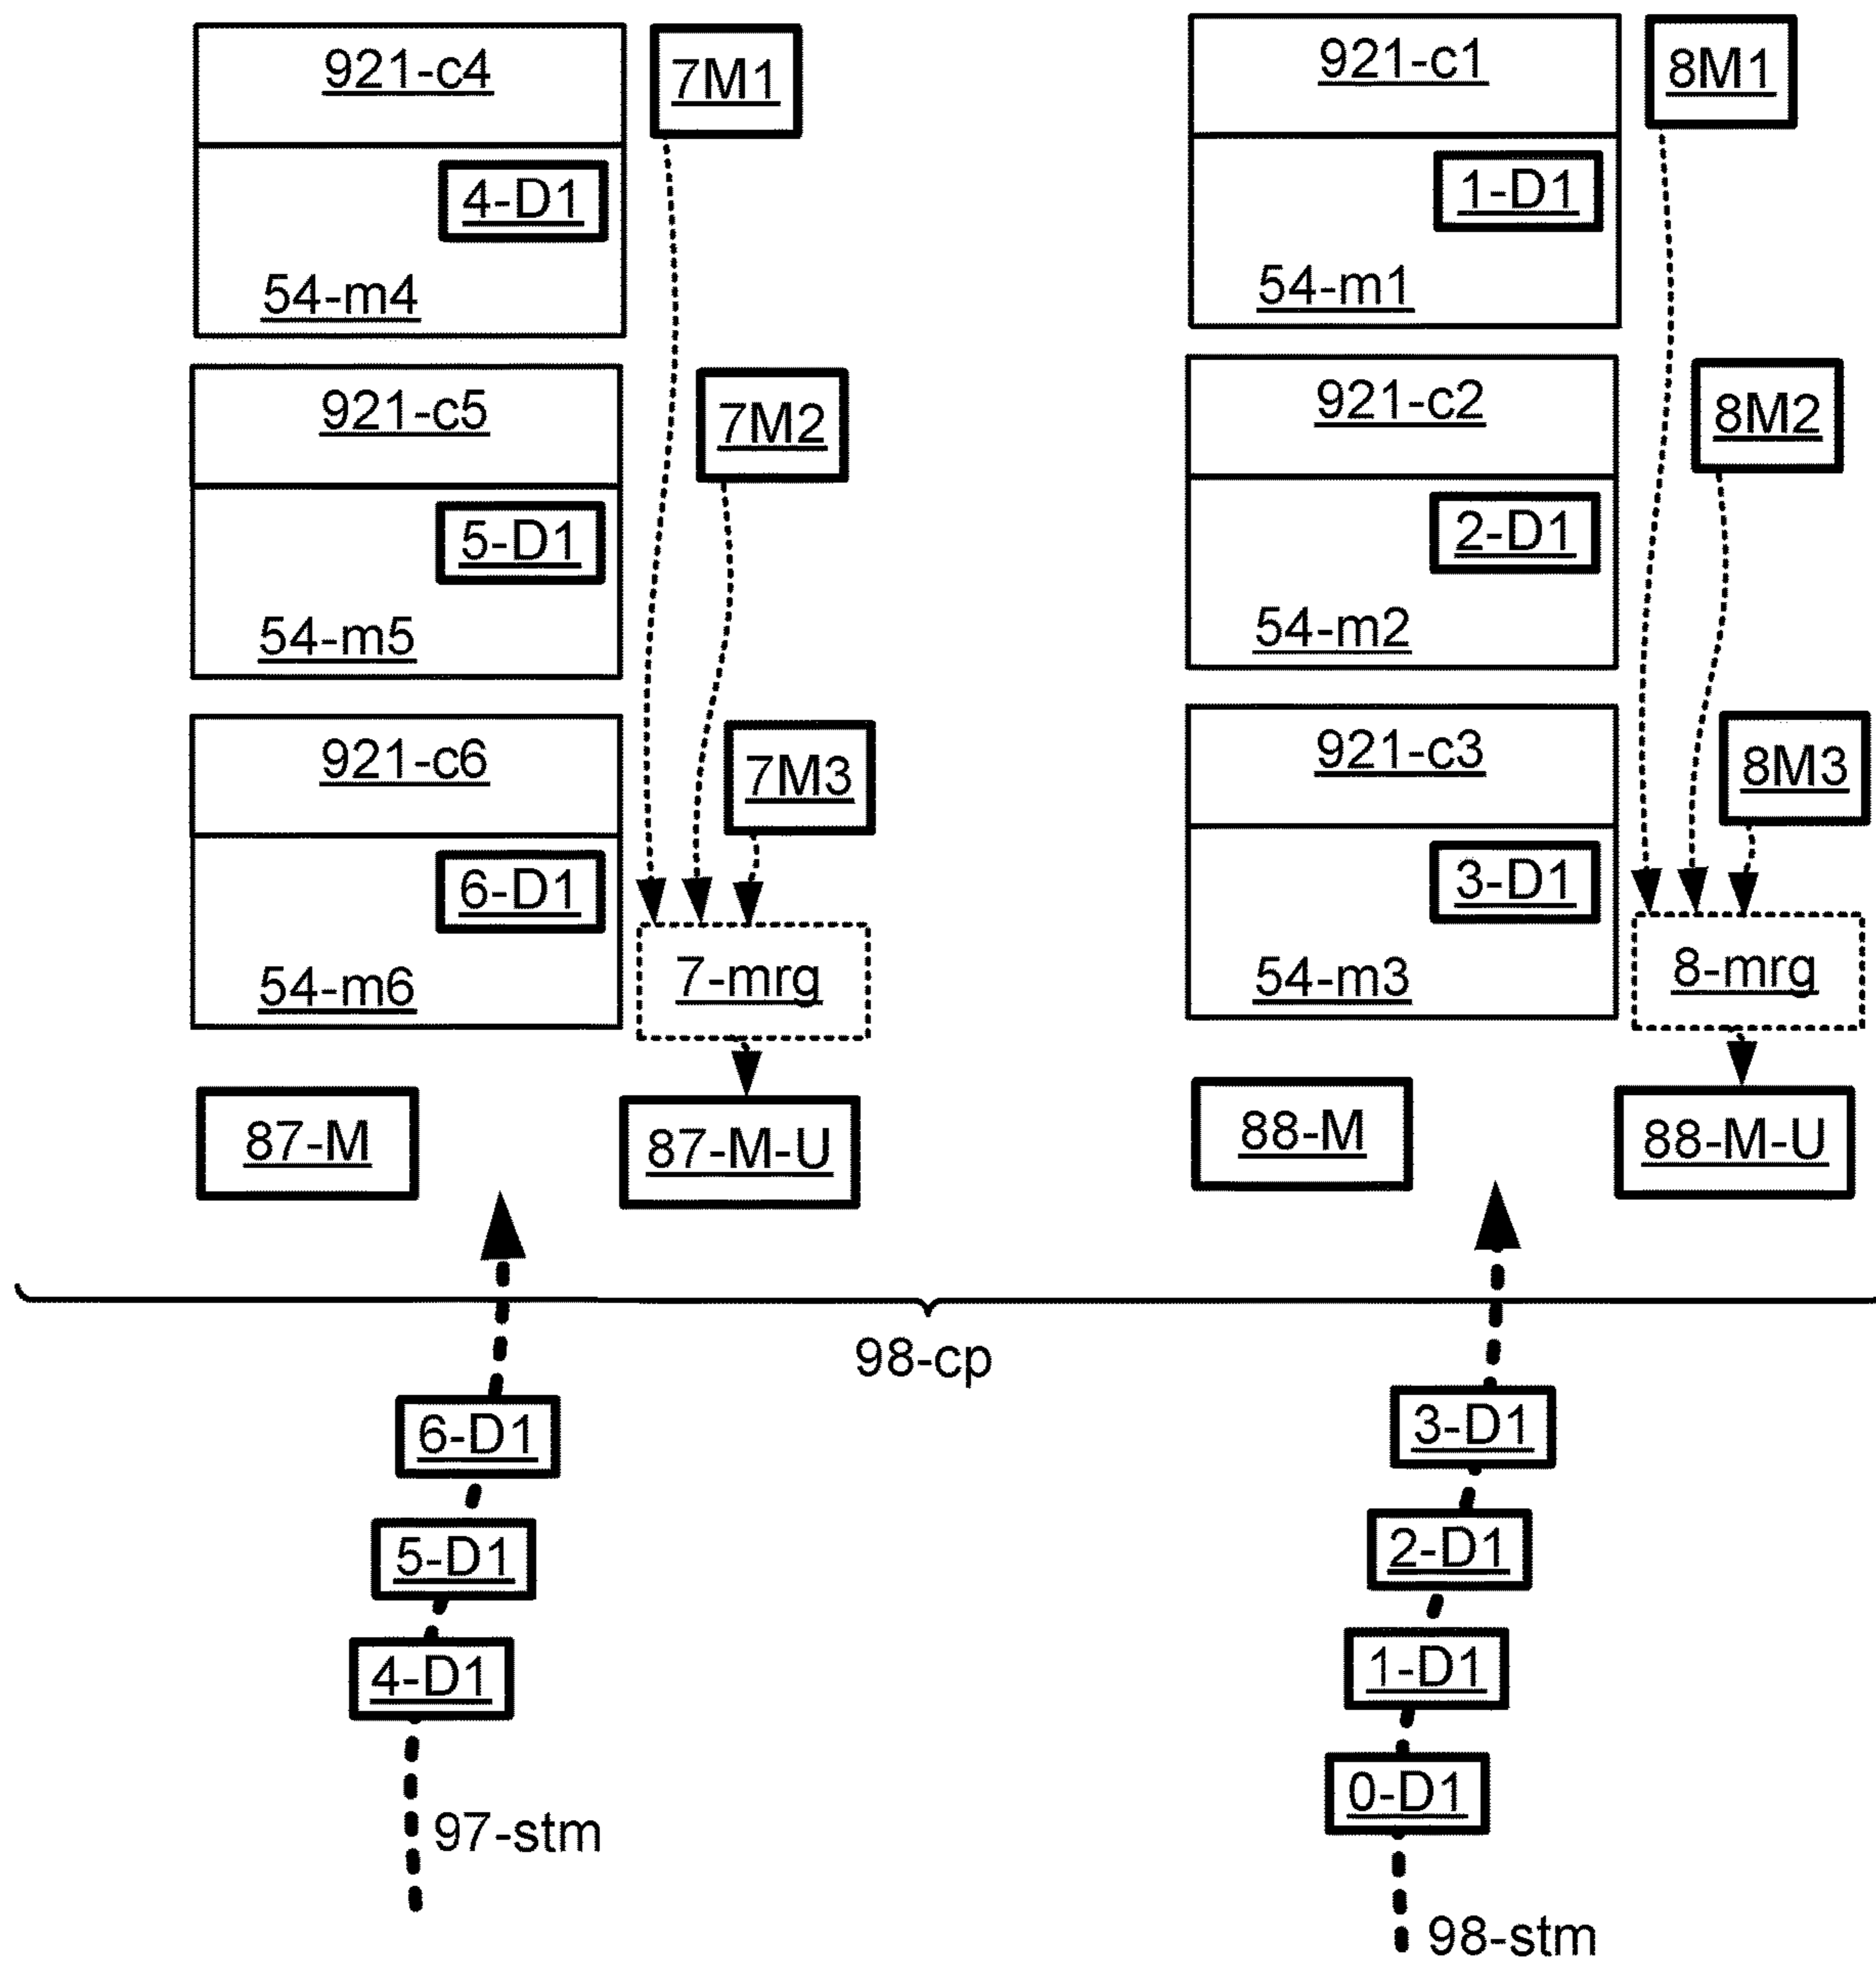 921-c4
7M1
4-D1
54-m4
921-c5
7M2
5-D1
54-m5
921-c6
7M3
6-D1
54-m6
7-mrg
87-M
87-M-U
921-c1
8M1
1-D1
54-m1
921-c2
8M2
2-D1
54-m2
921-c3
8M3
3-D1
54-m3
8-mrg
88-M
88-M-U
98-cp
6-D1
5-D1
4-D1
97-stm
3-D1
2-D1
1-D1
0-D1
98-stm